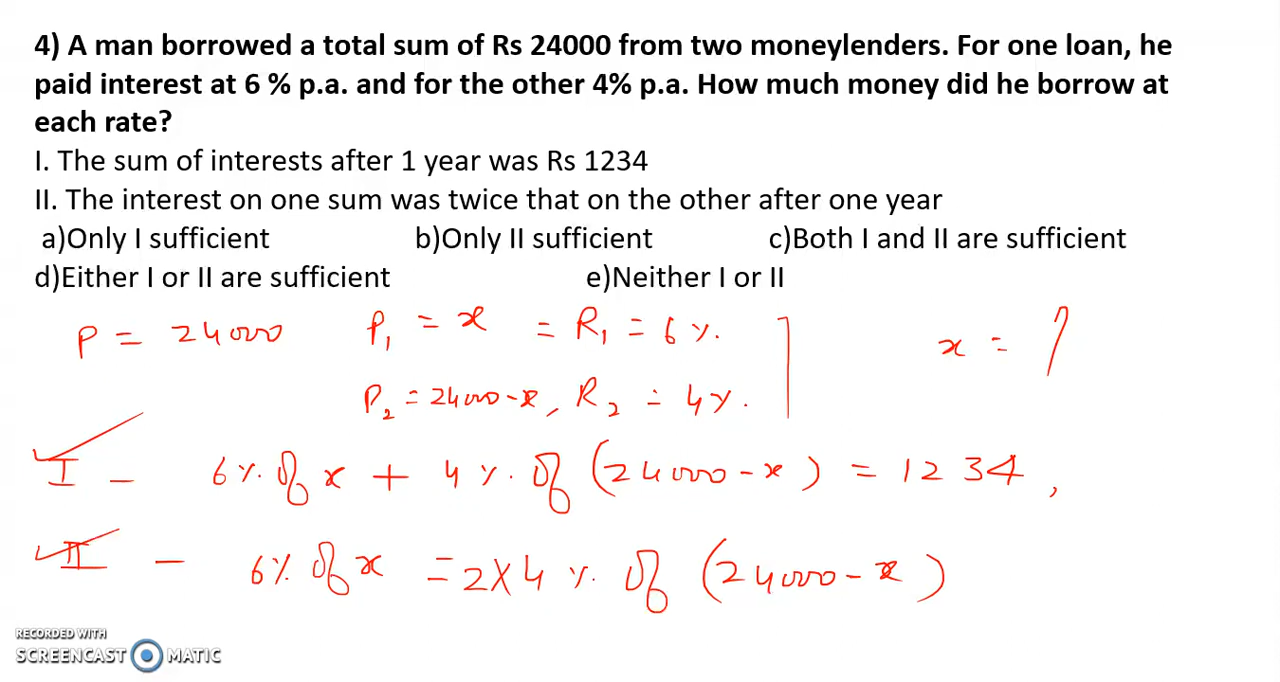 4) A man borrowed a total sum of Rs 24000 from two moneylenders. For one loan, he
paid interest at 6 % p.a. and for the other 4% p.a. How much money did he borrow at
each rate?
I. The sum of interests after 1 year was Rs 1234
II. The interest on one sum was twice that on the other after one year
a)Only I sufficient b)Only II sufficient c)Both I and II are sufficient
d)Either I or II are sufficient e)Neither I or II
P = 24000 P₁ = x = R₁ = 6 %. x = ?
P₂ = 24000-x, R₂ = 4%.
I - 6% of x + 4 %. of (24000-x) = 1234,
II - 6% of x = 2X4 %. of (24000-x)
RECORDED WITH
SCREENCAST MATIC